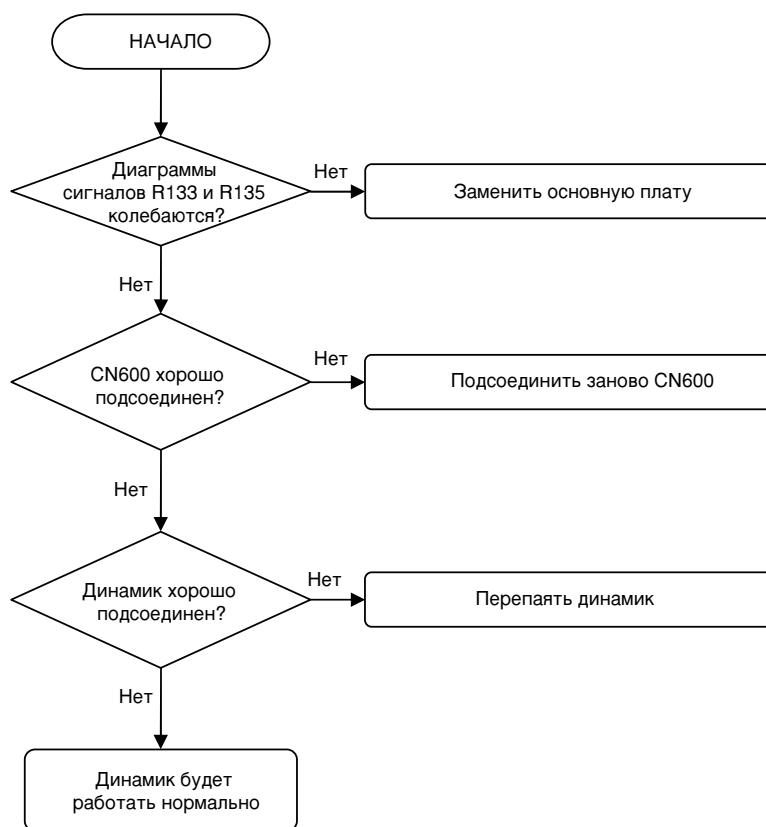 НАЧАЛО
Диаграммы
сигналов R133 и R135
колебаются?
Нет
Заменить основную плату
Нет
CN600 хорошо
подсоединен?
Нет
Подсоединить заново CN600
Нет
Динамик хорошо
подсоединен?
Нет
Перепаять динамик
Нет
Динамик будет
работать нормально